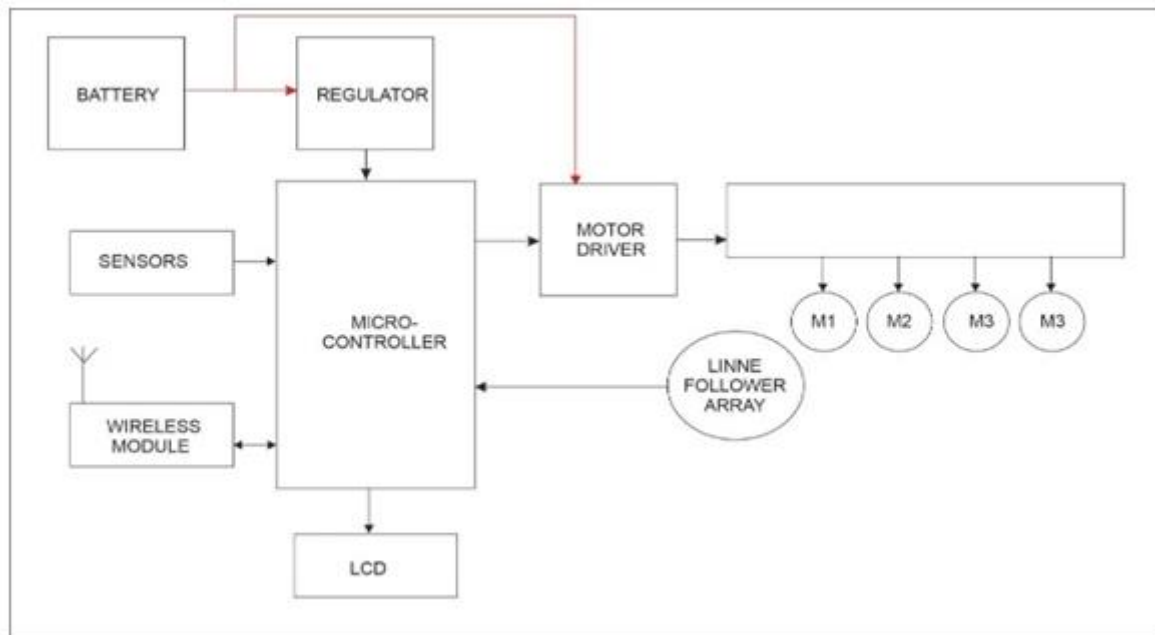 BATTERY
REGULATOR
MOTOR
DRIVER
SENSORS
MICRO-
CONTROLLER
M1
M2
M3
M3
LINNE
FOLLOWER
ARRAY
WIRELESS
MODULE
LCD